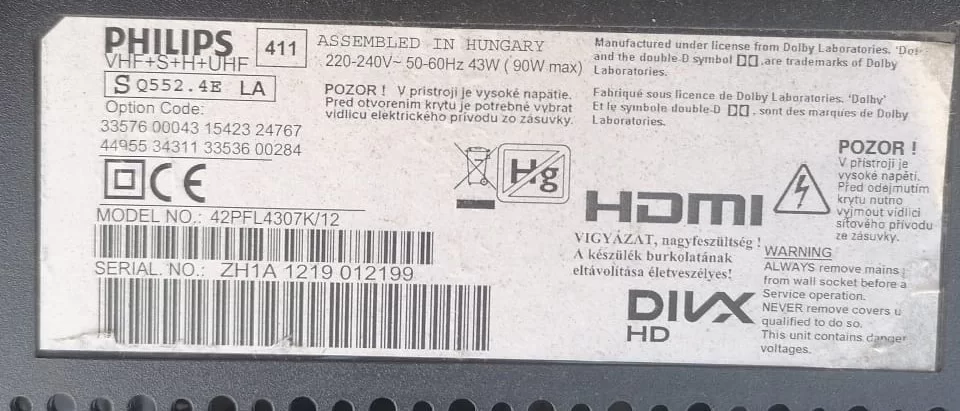 PHILIPS
411
VHF+S+H+UHF
S Q552.4E LA
Option Code:
33576 00043 15423 24767
44955 34311 33536 00284
CE
MODEL NO.: 42PFL4307K/12
SERIAL. NO.: ZH1A 1219 012199
ASSEMBLED IN HUNGARY
220-240V~ 50-60Hz 43W ( 90W max)
POZOR ! V prístroji je vysoké napätie.
Pred otvorením krytu je potrebné vybrat
vidlicu elektrického prívodu zo zásuvky.
Hg
Manufactured under license from Dolby Laboratories.
and the double-D symbol .are trademarks of Dolby
Laboratories.
Fabriqué sous licence de Dolby Laboratories. 'Dolby'
Et le symbole double-D . sont des marques de Dolby
Laboratories.
HDMI
VIGYÁZAT, nagyfeszültség !
A készülék burkolatának
eltávolítása életveszélyes!
DIVX
HD
POZOR !
V přístroji je
vysoké napětí.
Před odejmutím
krytu nutno
vyjmout vidlici
síťového přívodu
ze zásuvky.
WARNING
ALWAYS remove mains
from wall socket before a
Service operation.
NEVER remove covers u
qualified to do so.
This unit contains danger
voltages.